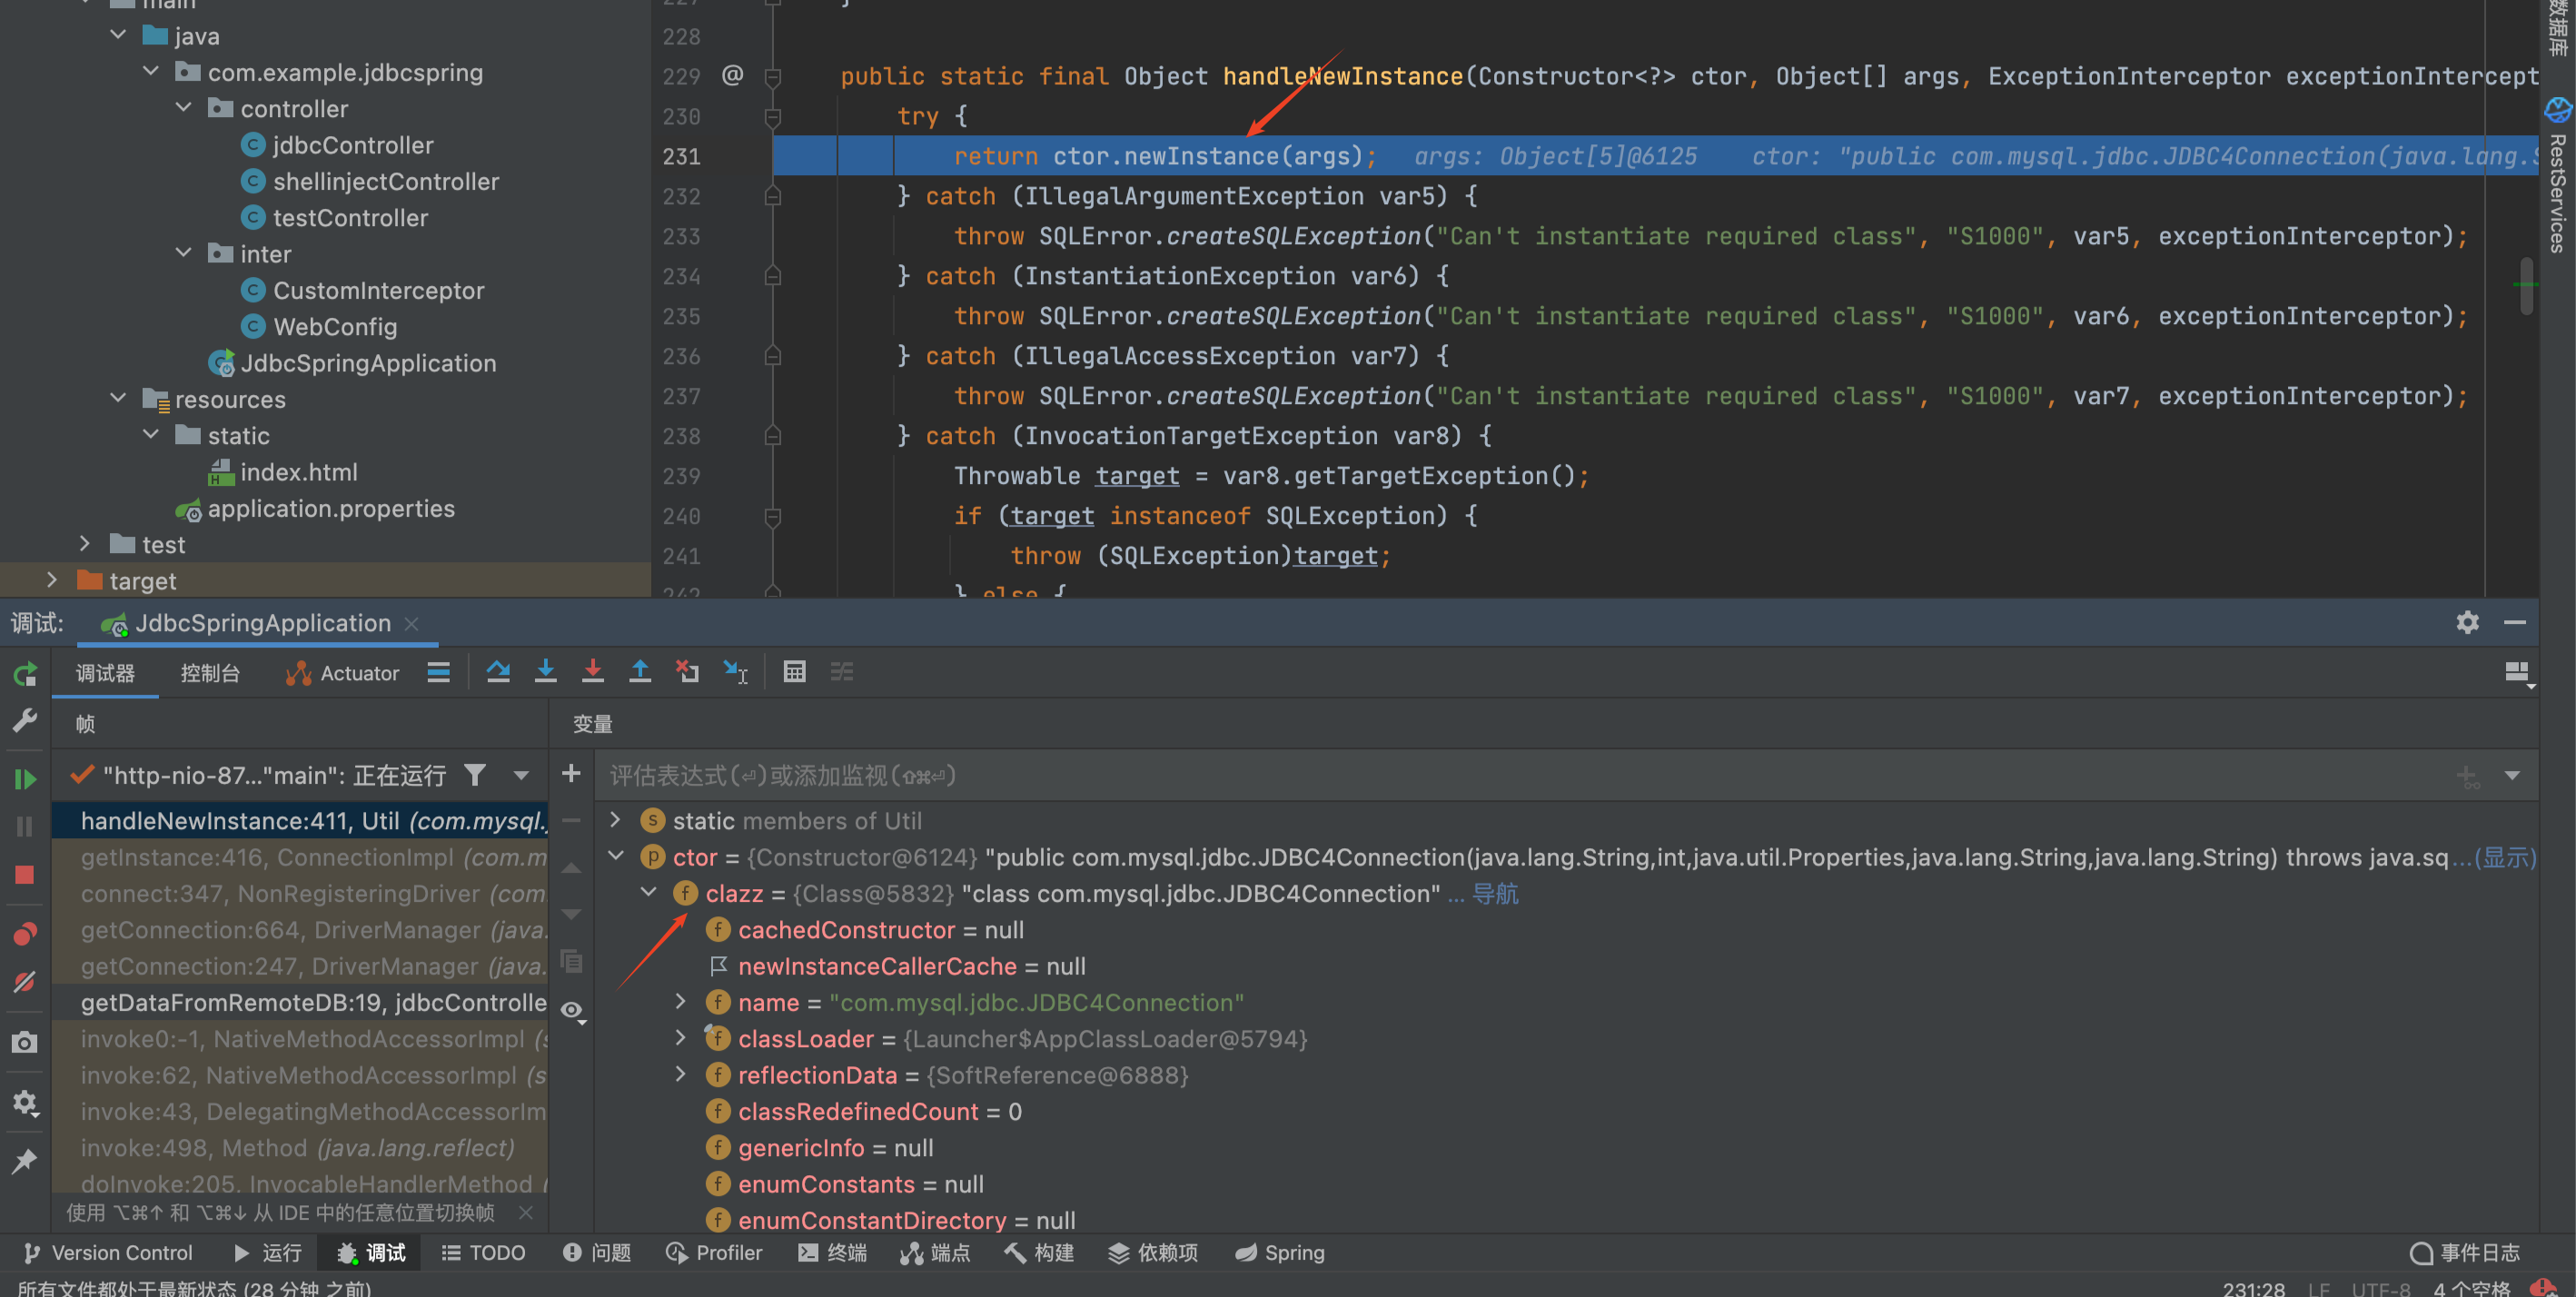 main
java
com.example.jdbcspring
controller
jdbcController
shellinjectController
testController
inter
CustomInterceptor
WebConfig
JdbcSpringApplication
resources
static
index.html
application.properties
test
target
227 }
228
229 @ public static final Object handleNewInstance(Constructor<?> ctor, Object[] args, ExceptionInterceptor exceptionIntercept
230 try {
231 return ctor.newInstance(args); args: Object[5]@6125 ctor: "public com.mysql.jdbc.JDBC4Connection(java.lang.S
232 } catch (IllegalArgumentException var5) {
233 throw SQLError.createSQLException("Can't instantiate required class", "S1000", var5, exceptionInterceptor);
234 } catch (InstantiationException var6) {
235 throw SQLError.createSQLException("Can't instantiate required class", "S1000", var6, exceptionInterceptor);
236 } catch (IllegalAccessException var7) {
237 throw SQLError.createSQLException("Can't instantiate required class", "S1000", var7, exceptionInterceptor);
238 } catch (InvocationTargetException var8) {
239 Throwable target = var8.getTargetException();
240 if (target instanceof SQLException) {
241 throw (SQLException)target;
242 } else {
数据库
RestServices
调试: JdbcSpringApplication
调试器 控制台 Actuator
帧
变量
"http-nio-87..."main": 正在运行
评估表达式(⏎)或添加监视(⇧⌘⏎)
handleNewInstance:411, Util (com.mysql.j
getInstance:416, ConnectionImpl (com.m
connect:347, NonRegisteringDriver (com.
getConnection:664, DriverManager (java.
getConnection:247, DriverManager (java.
getDataFromRemoteDB:19, jdbcControlle
invoke0:-1, NativeMethodAccessorImpl (s
invoke:62, NativeMethodAccessorImpl (s
invoke:43, DelegatingMethodAccessorIm
invoke:498, Method (java.lang.reflect)
doInvoke:205, InvocableHandlerMethod (
使用 ⌥⌘↑ 和 ⌥⌘↓ 从 IDE 中的任意位置切换帧
static members of Util
ctor = {Constructor@6124} "public com.mysql.jdbc.JDBC4Connection(java.lang.String,int,java.util.Properties,java.lang.String,java.lang.String) throws java.sq...(显示)
clazz = {Class@5832} "class com.mysql.jdbc.JDBC4Connection" ... 导航
cachedConstructor = null
newInstanceCallerCache = null
name = "com.mysql.jdbc.JDBC4Connection"
classLoader = {Launcher$AppClassLoader@5794}
reflectionData = {SoftReference@6888}
classRedefinedCount = 0
genericInfo = null
enumConstants = null
enumConstantDirectory = null
Version Control 运行 调试 TODO 问题 Profiler 终端 端点 构建 依赖项 Spring 事件日志
所有文件都处于最新状态 (28 分钟 之前) 231:28 LF UTF-8 4 个空格